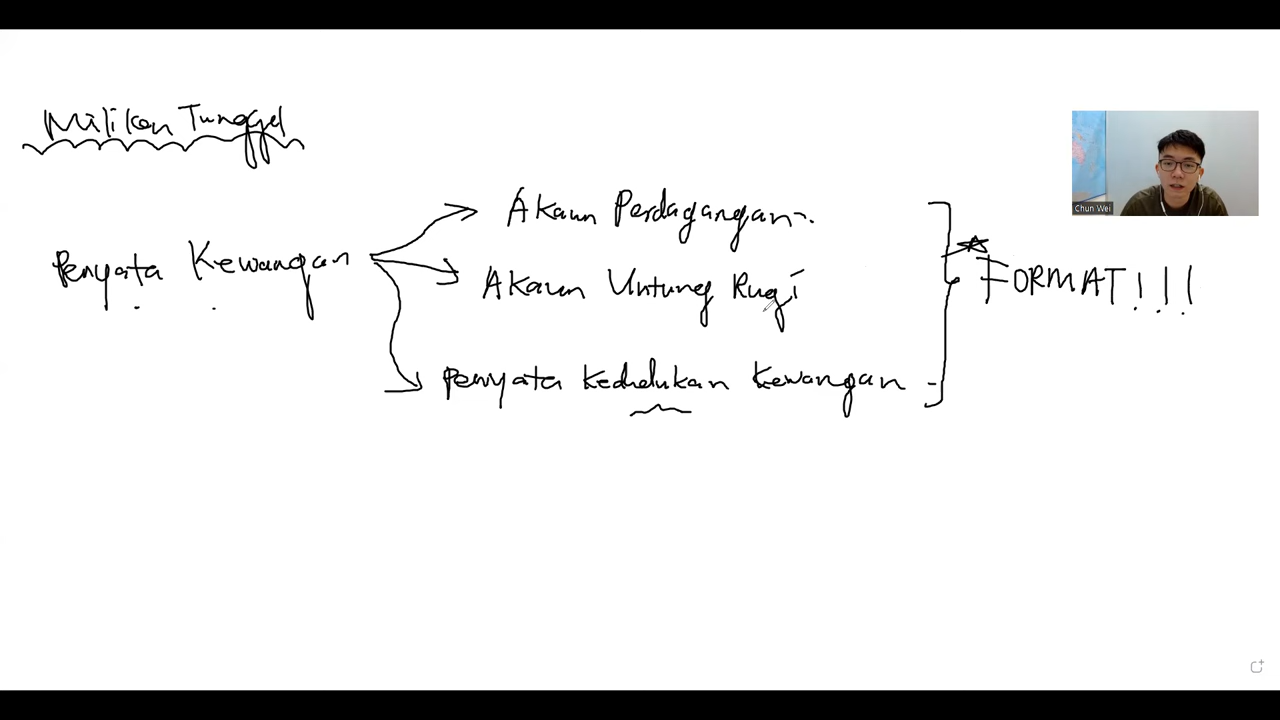 Milikan Tunggal
Akaun Perdagangan
Penyata Kewangan
Akaun Untung Rugi
FORMAT!!!
Penyata Kedudukan Kewangan
Chun Wei